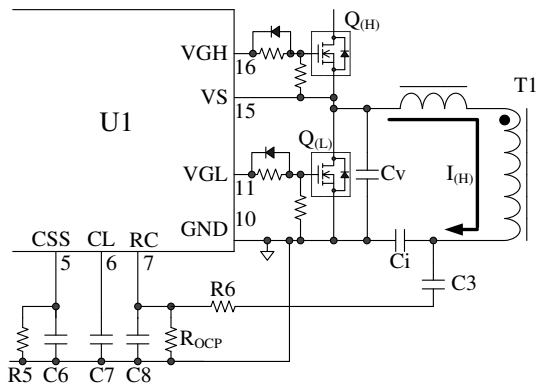 Q(H)
VGH
16
T1
VS
15
U1
Q(L)
VGL
11
Cv
I(H)
10
GND
CSS
CL
RC
5
6
7
Ci
C3
R6
ROCP
R5
C6
C7
C8